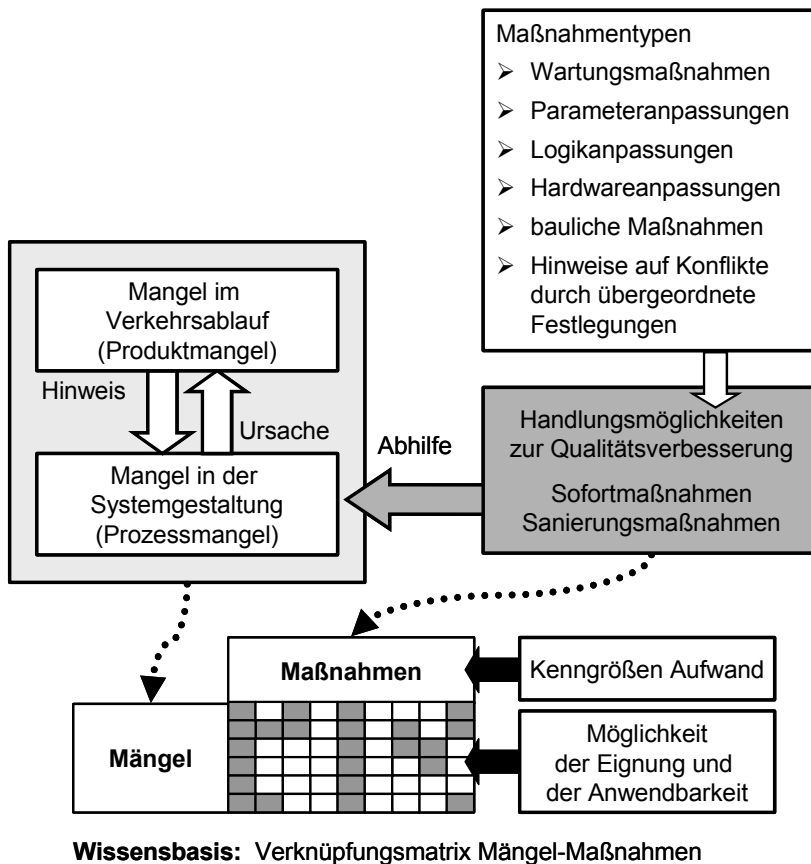 Maßnahmentypen
➢ Wartungsmaßnahmen
➢ Parameteranpassungen
➢ Logikanpassungen
➢ Hardwareanpassungen
➢ bauliche Maßnahmen
➢ Hinweise auf Konflikte
durch übergeordnete
Festlegungen
Mangel im
Verkehrsablauf
(Produktmangel)
Hinweis
Ursache
Mangel in der
Systemgestaltung
(Prozessmangel)
Abhilfe
Handlungsmöglichkeiten
zur Qualitätsverbesserung
Sofortmaßnahmen
Sanierungsmaßnahmen
Maßnahmen
Kenngrößen Aufwand
Mängel
Möglichkeit
der Eignung und
der Anwendbarkeit
Wissensbasis: Verknüpfungsmatrix Mängel-Maßnahmen